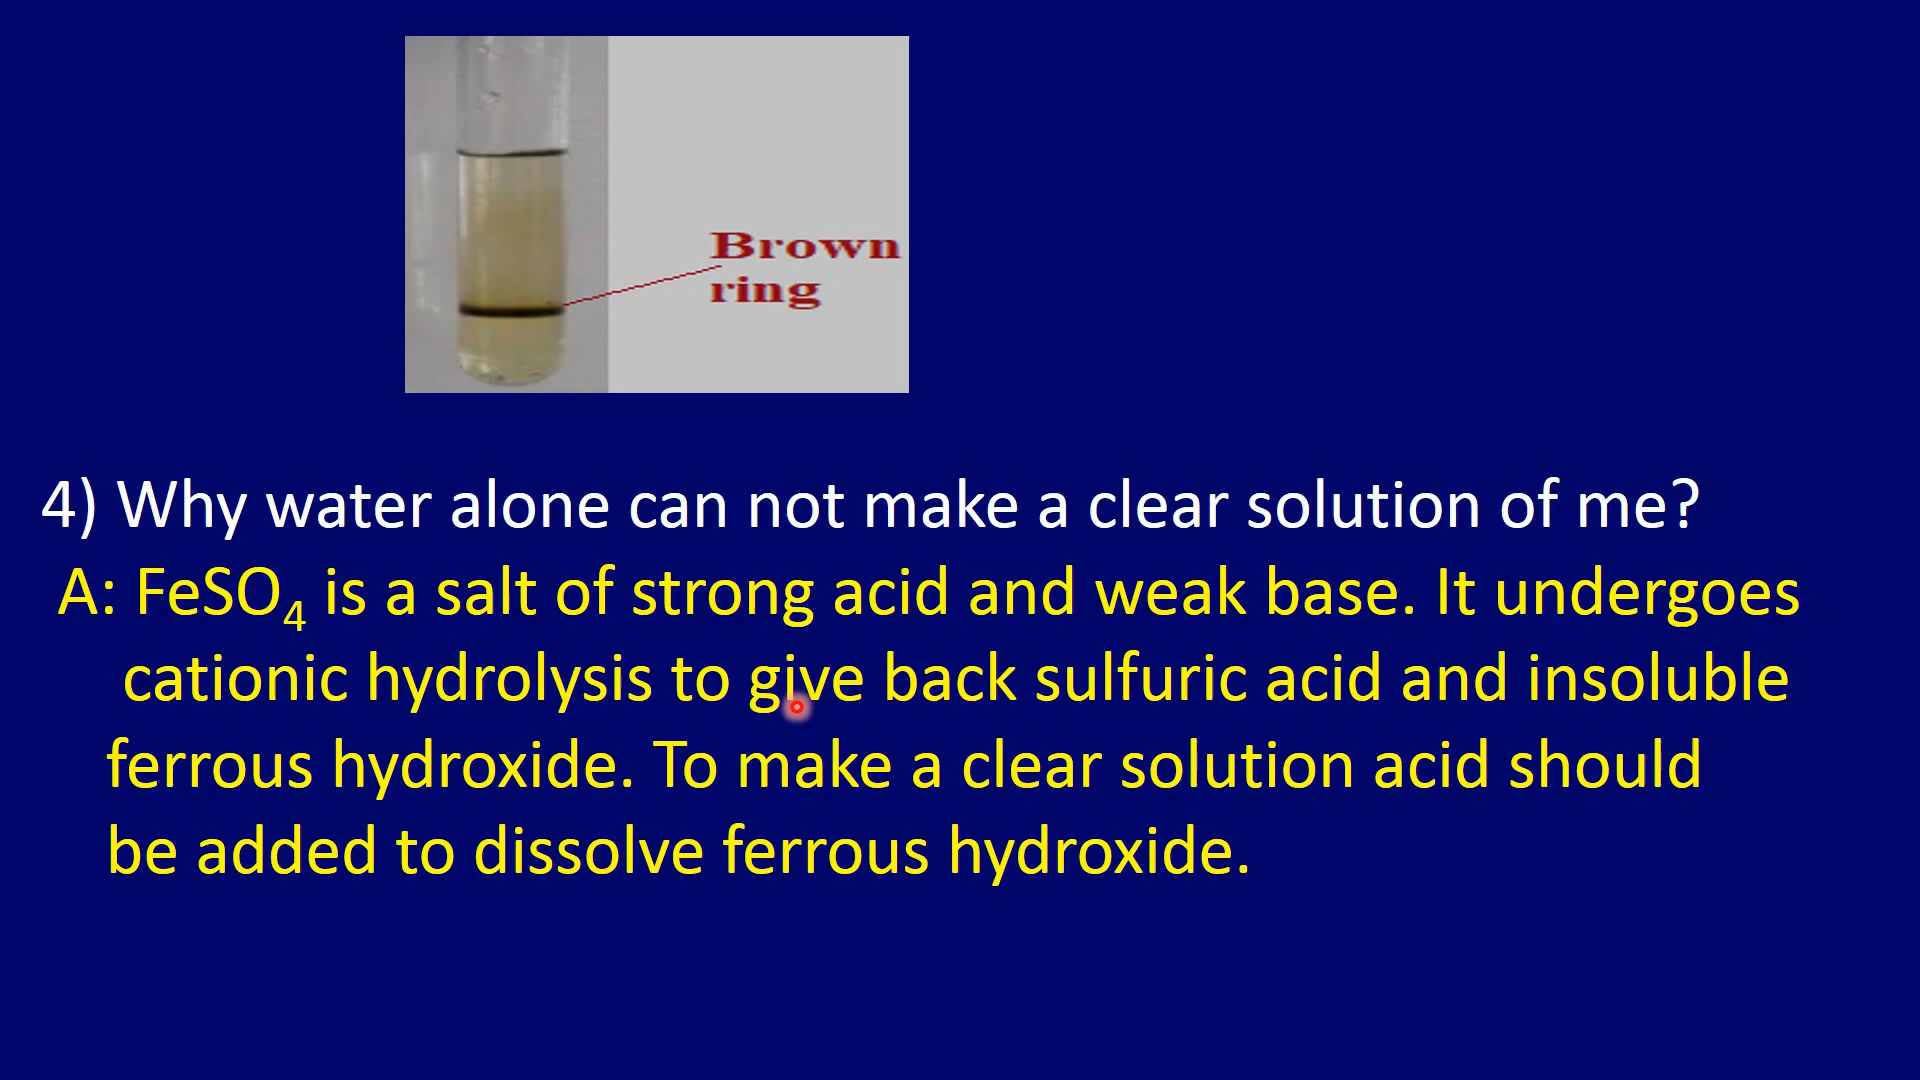 Brown
ring
4) Why water alone can not make a clear solution of me?
A: FeSO₄ is a salt of strong acid and weak base. It undergoes
cationic hydrolysis to give back sulfuric acid and insoluble
ferrous hydroxide. To make a clear solution acid should
be added to dissolve ferrous hydroxide.